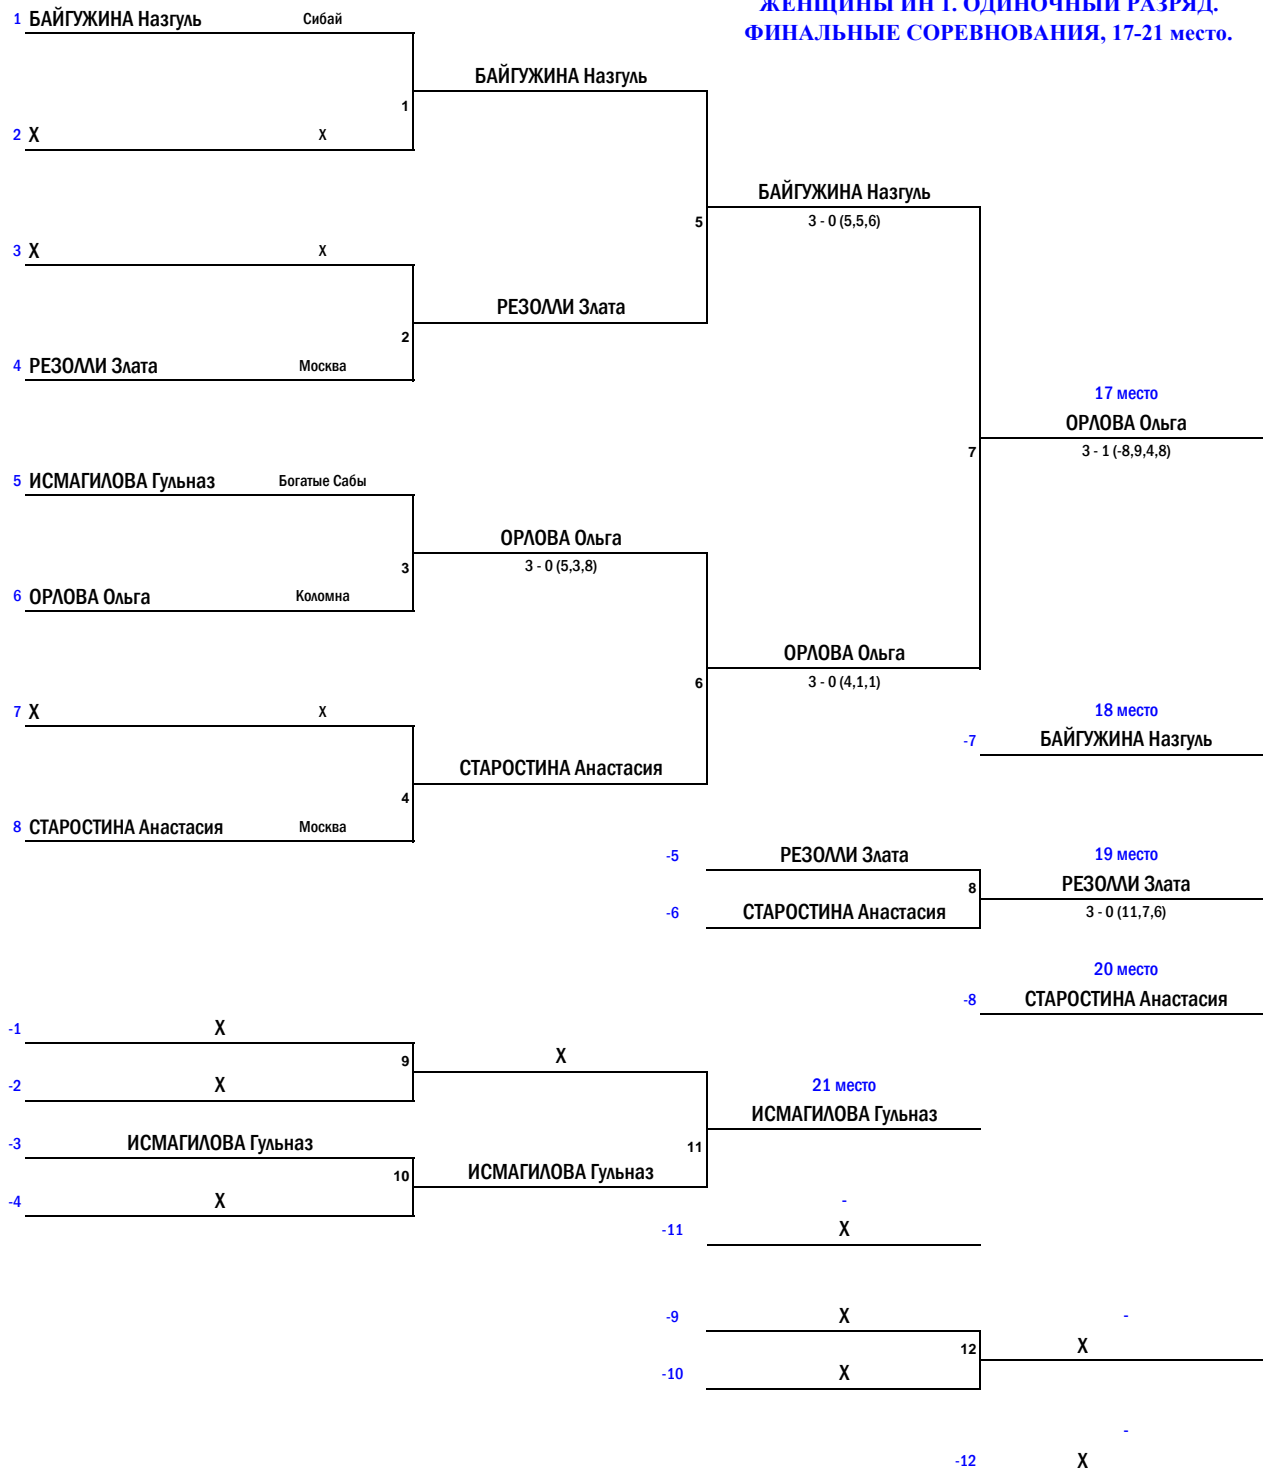 ЖЕНЩИНЫ ИН 1. ОДИНОЧНЫЙ РАЗРЯД.
ФИНАЛЬНЫЕ СОРЕВНОВАНИЯ, 17-21 место.
1 БАЙГУЖИНА Назгуль Сибай
БАЙГУЖИНА Назгуль
1
2 X X
БАЙГУЖИНА Назгуль
5 3 - 0 (5,5,6)
3 X X
РЕЗОЛЛИ Злата
2
4 РЕЗОЛЛИ Злата Москва
17 место
ОРЛОВА Ольга
7 3 - 1 (-8,9,4,8)
5 ИСМАГИЛОВА Гульназ Богатые Сабы
ОРЛОВА Ольга
3 3 - 0 (5,3,8)
6 ОРЛОВА Ольга Коломна
ОРЛОВА Ольга
6 3 - 0 (4,1,1)
7 X X
18 место
-7 БАЙГУЖИНА Назгуль
СТАРОСТИНА Анастасия
4
8 СТАРОСТИНА Анастасия Москва
-5 РЕЗОЛЛИ Злата 19 место
8 РЕЗОЛЛИ Злата
-6 СТАРОСТИНА Анастасия 3 - 0 (11,7,6)
20 место
-8 СТАРОСТИНА Анастасия
-1 X
9 X
-2 X
21 место
ИСМАГИЛОВА Гульназ
-3 ИСМАГИЛОВА Гульназ
11
10 ИСМАГИЛОВА Гульназ
-4 X
-
-11 X
-9 X -
12 X
-10 X
-
-12 X